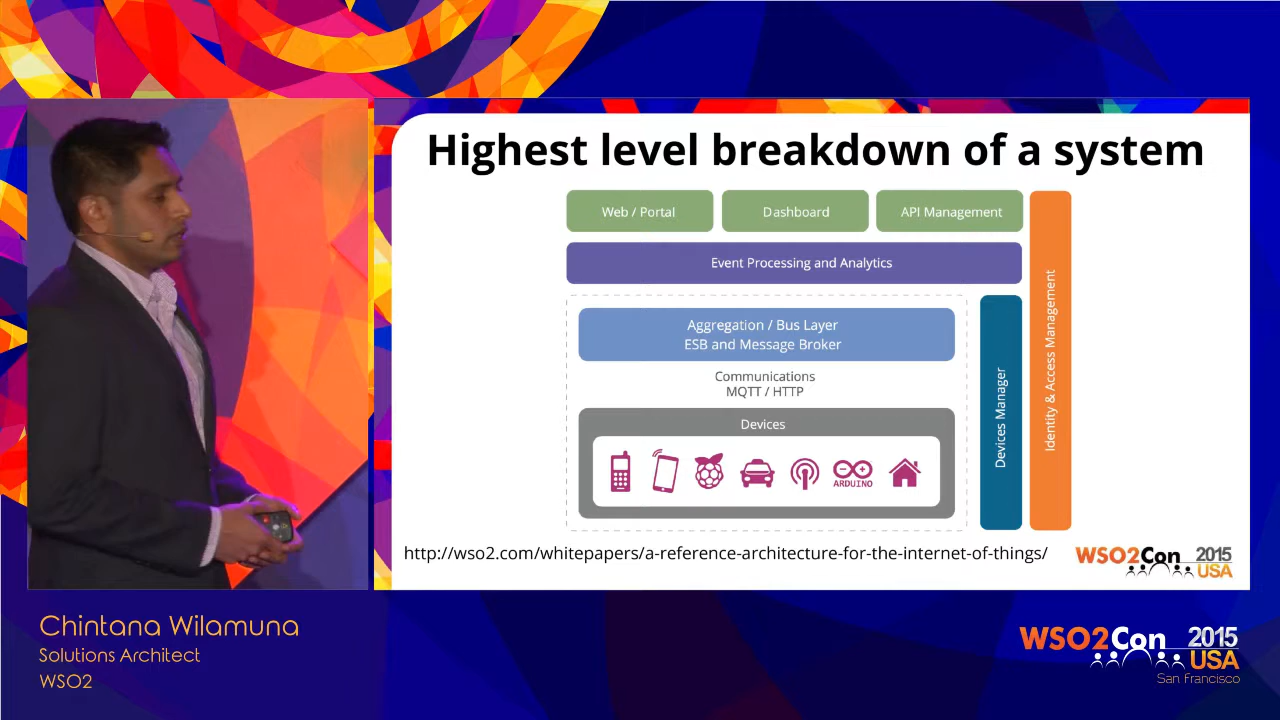 Highest level breakdown of a system
Web / Portal
Dashboard
API Management
Event Processing and Analytics
Aggregation / Bus Layer
ESB and Message Broker
Communications
MQTT / HTTP
Devices
ARDUINO
Devices Manager
Identity & Access Management
http://wso2.com/whitepapers/a-reference-architecture-for-the-internet-of-things/
WSO2Con 2015
USA
Chintana Wilamuna
Solutions Architect
WSO2
WSO2Con 2015
USA
San Francisco